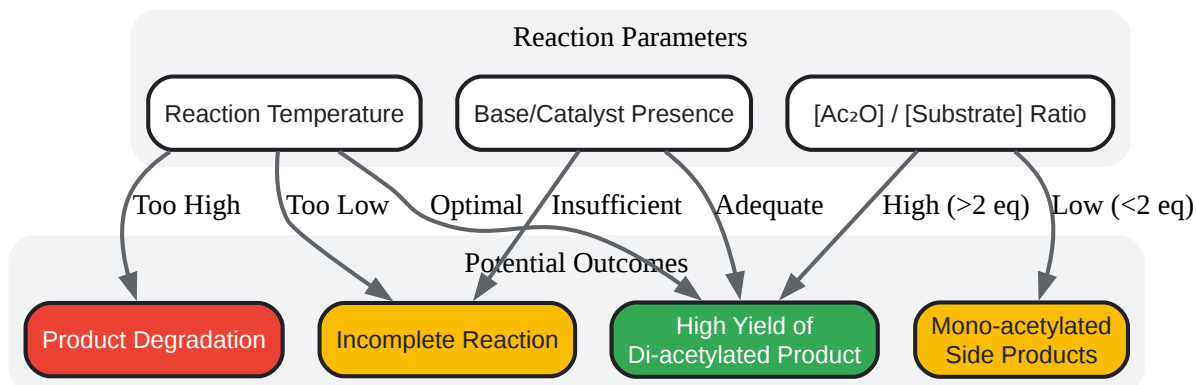 Reaction Parameters
Reaction Temperature
Base/Catalyst Presence
[Ac₂O] / [Substrate] Ratio
Too High
Too Low
Optimal
Insufficient
Adequate
High (>2 eq)
Low (<2 eq)
Potential Outcomes
Product Degradation
Incomplete Reaction
High Yield of
Di-acetylated Product
Mono-acetylated
Side Products